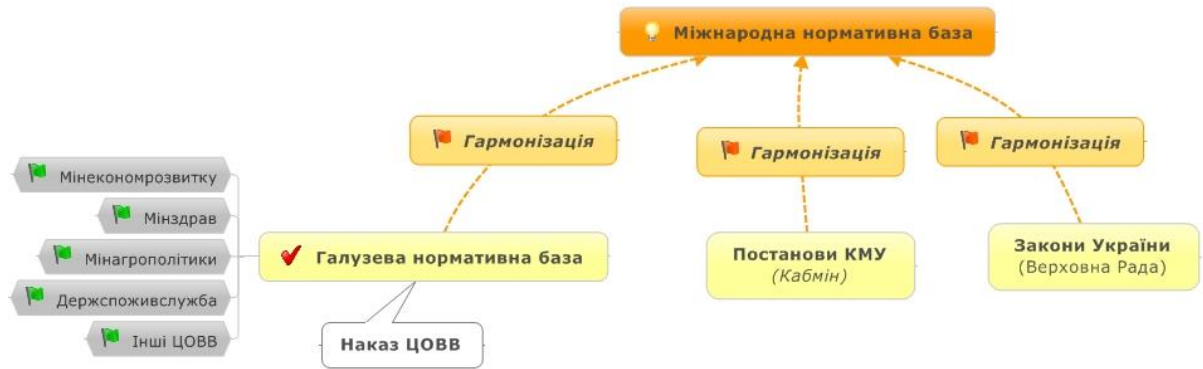 Міжнародна нормативна база
Гармонізація
Гармонізація
Гармонізація
Мінекономрозвитку
Мінздрав
Мінагрополітики
Держспоживслужба
Інші ЦОВВ
Галузева нормативна база
Наказ ЦОВВ
Постанови КМУ
(Кабмін)
Закони України
(Верховна Рада)